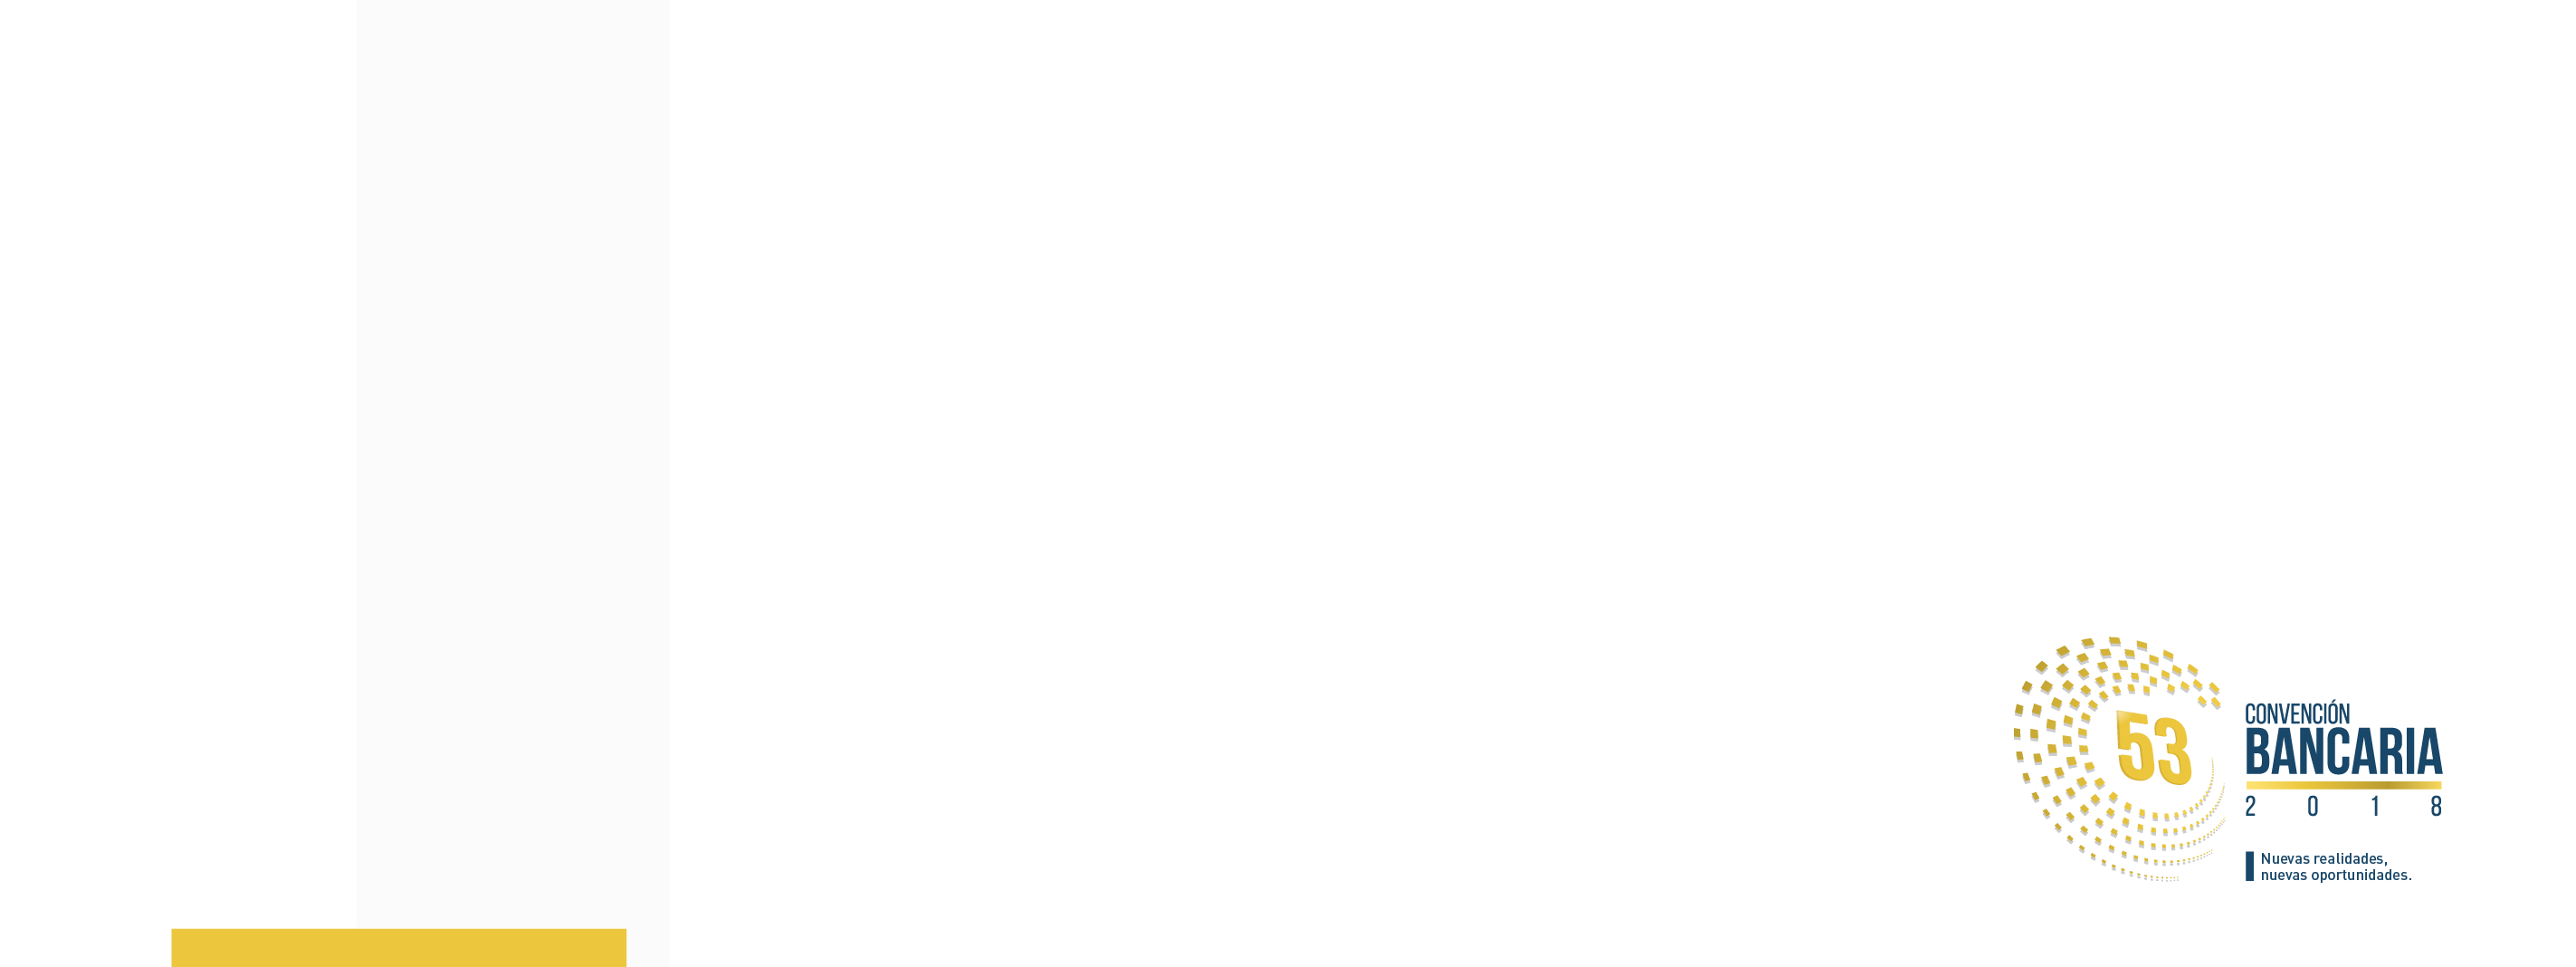 53
CONVENCIÓN
BANCARIA
2 0 1 8
Nuevas realidades,
nuevas oportunidades.